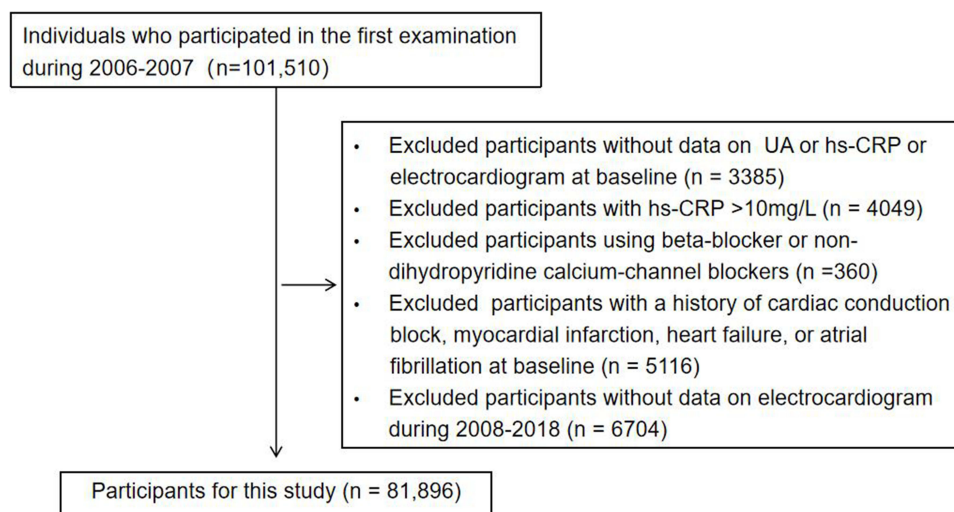 Individuals who participated in the first examination
during 2006-2007 (n=101,510)
• Excluded participants without data on UA or hs-CRP or
electrocardiogram at baseline (n = 3385)
• Excluded participants with hs-CRP >10mg/L (n = 4049)
• Excluded participants using beta-blocker or non-
dihydropyridine calcium-channel blockers (n =360)
• Excluded participants with a history of cardiac conduction
block, myocardial infarction, heart failure, or atrial
fibrillation at baseline (n = 5116)
• Excluded participants without data on electrocardiogram
during 2008-2018 (n = 6704)
Participants for this study (n = 81,896)